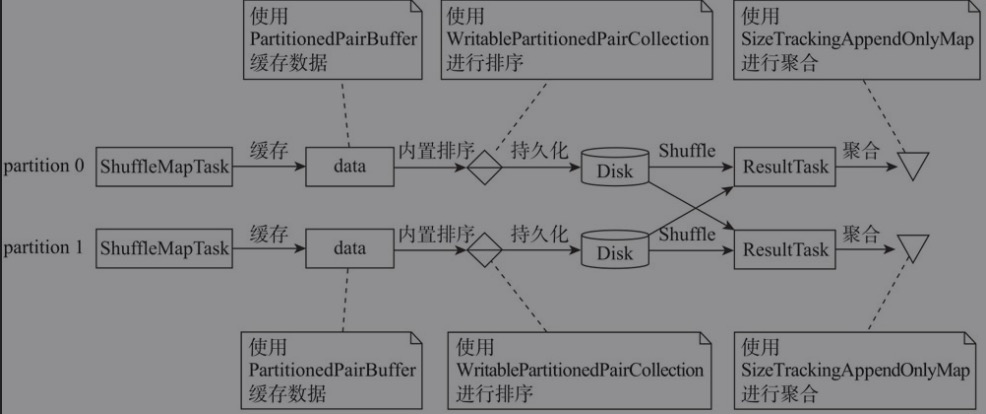 使用
PartitionedPairBuffer
缓存数据
使用
WritablePartitionedPairCollection
进行排序
使用
SizeTrackingAppendOnlyMap
进行聚合
partition 0
ShuffleMapTask
缓存
data
内置排序
持久化
Disk
Shuffle
ResultTask
聚合
partition 1
ShuffleMapTask
缓存
data
内置排序
持久化
Disk
Shuffle
ResultTask
聚合
使用
PartitionedPairBuffer
缓存数据
使用
WritablePartitionedPairCollection
进行排序
使用
SizeTrackingAppendOnlyMap
进行聚合